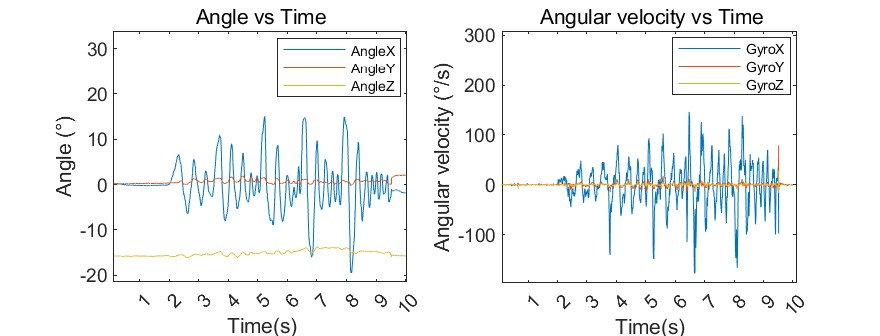 Angle vs Time
30
20
10
0
-10
-20
Angle (°)
AngleX
AngleY
AngleZ
1 2 3 4 5 6 7 8 9 10
Time(s)
Angular velocity vs Time
300
200
100
0
-100
Angular velocity (°/s)
GyroX
GyroY
GyroZ
1 2 3 4 5 6 7 8 9 10
Time(s)